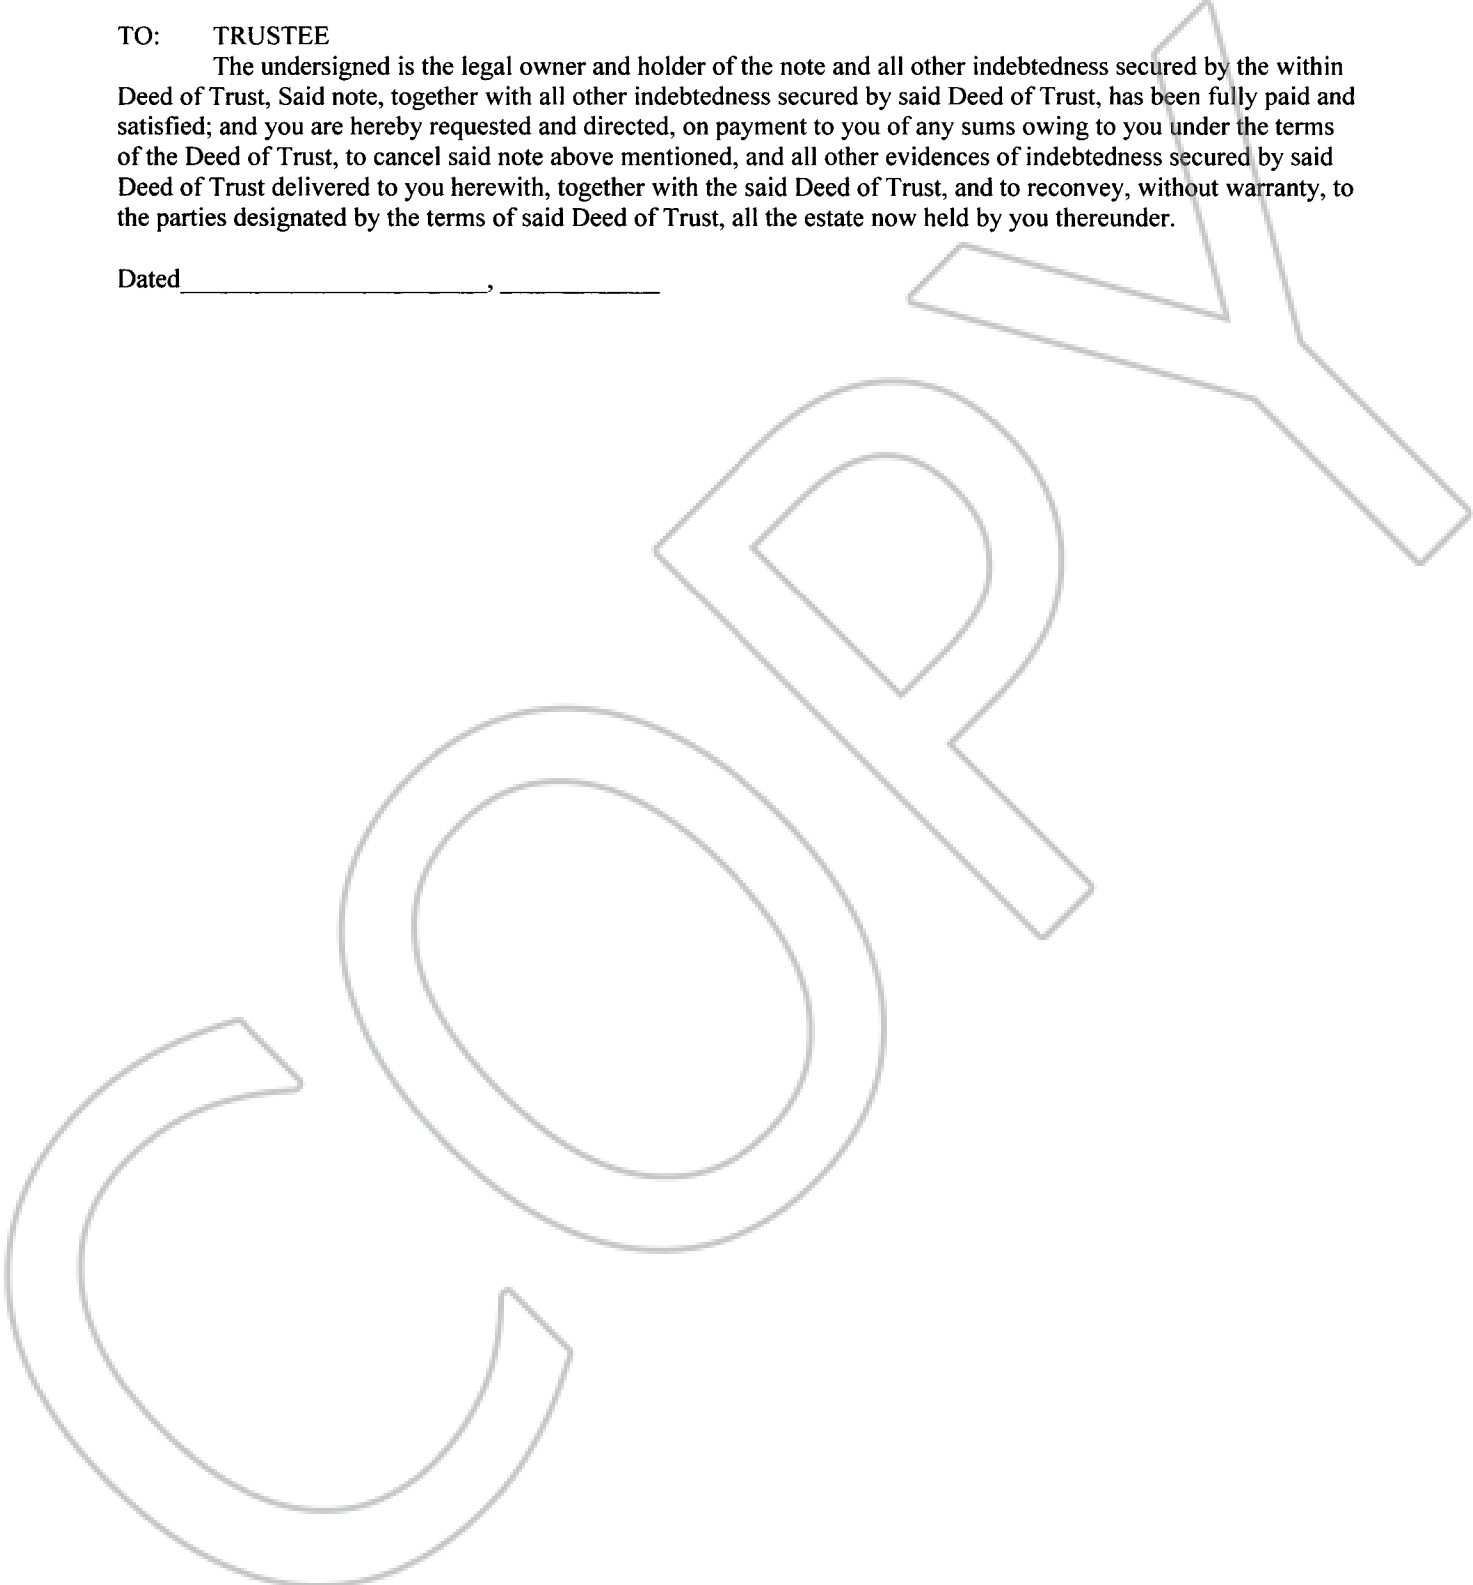 TO: TRUSTEE
The undersigned is the legal owner and holder of the note and all other indebtedness secured by the within
Deed of Trust, Said note, together with all other indebtedness secured by said Deed of Trust, has been fully paid and
satisfied; and you are hereby requested and directed, on payment to you of any sums owing to you under the terms
of the Deed of Trust, to cancel said note above mentioned, and all other evidences of indebtedness secured by said
Deed of Trust delivered to you herewith, together with the said Deed of Trust, and to reconvey, without warranty, to
the parties designated by the terms of said Deed of Trust, all the estate now held by you thereunder.
Dated______________________, ___________
COPY